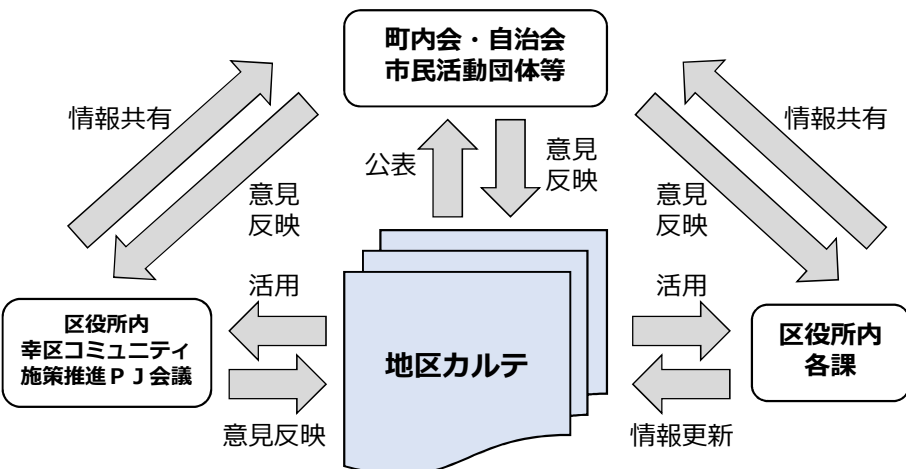 町内会・自治会
市民活動団体等
情報共有
情報共有
公表
意見
反映
意見
反映
意見
反映
活用
活用
区役所内
幸区コミュニティ
施策推進ＰＪ会議
地区カルテ
区役所内
各課
意見反映
情報更新